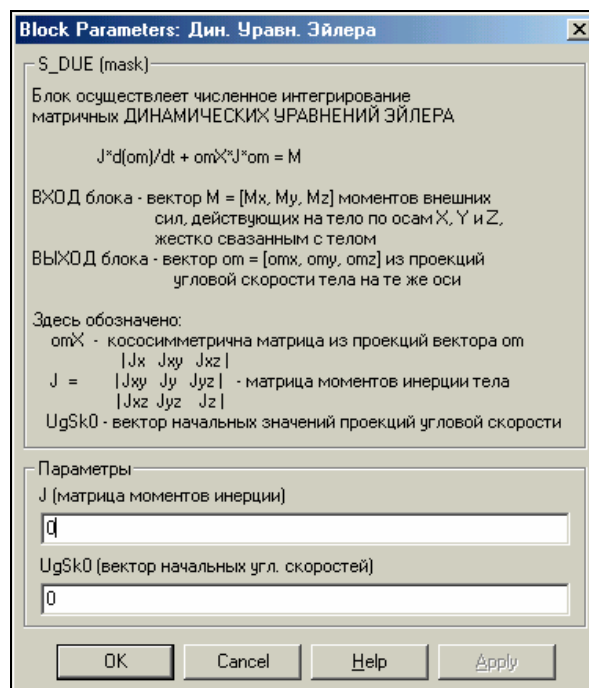 Block Parameters: Дин. Уравн. Эйлера
S_DUE (mask)
Блок осуществлеет численное интегрирование
матричных ДИНАМИЧЕСКИХ УРАВНЕНИЙ ЭЙЛЕРА
J*d(om)/dt + omX*J*om = M
ВХОД блока - вектор M = [Mx, My, Mz] моментов внешних
сил, действующих на тело по осам X, Y и Z,
жестко свазанным с телом
ВЫХОД блока - вектор om = [omx, omy, omz] из проекций
угловой скорости тела на те же оси
Здесь обозначено:
omX - кососимметрична матрица из проекций вектора om
|Jx Jxy Jxz|
J = |Jxy Jy Jyz| - матрица моментов инерции тела
|Jxz Jyz Jz|
UgSk0 - вектор начальных значений проекций угловой скорости
Параметры
J (матрица моментов инерции)
0
UgSk0 (вектор начальных угл. скоростей)
0
OK Cancel Help Apply